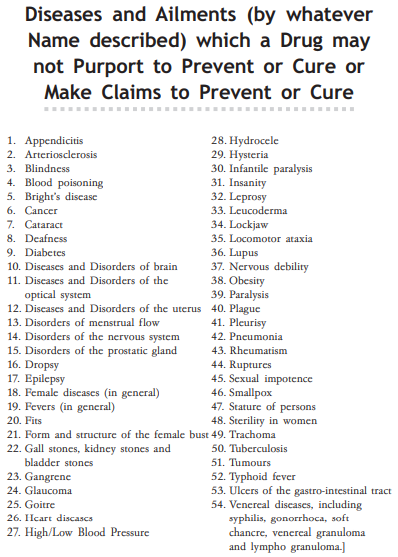 Diseases and Ailments (by whatever
Name described) which a Drug may
not Purport to Prevent or Cure or
Make Claims to Prevent or Cure
1. Appendicitis
2. Arteriosclerosis
3. Blindness
4. Blood poisoning
5. Bright's disease
6. Cancer
7. Cataract
8. Deafness
9. Diabetes
10. Diseases and Disorders of brain
11. Diseases and Disorders of the
optical system
12. Diseases and Disorders of the uterus
13. Disorders of menstrual flow
14. Disorders of the nervous system
15. Disorders of the prostatic gland
16. Dropsy
17. Epilepsy
18. Female diseases (in general)
19. Fevers (in general)
20. Fits
21. Form and structure of the female bust
22. Gall stones, kidney stones and
bladder stones
23. Gangrene
24. Glaucoma
25. Goitre
26. Heart diseases
27. High/Low Blood Pressure
28. Hydrocele
29. Hysteria
30. Infantile paralysis
31. Insanity
32. Leprosy
33. Leucoderma
34. Lockjaw
35. Locomotor ataxia
36. Lupus
37. Nervous debility
38. Obesity
39. Paralysis
40. Plague
41. Pleurisy
42. Pneumonia
43. Rheumatism
44. Ruptures
45. Sexual impotence
46. Smallpox
47. Stature of persons
48. Sterility in women
49. Trachoma
50. Tuberculosis
51. Tumours
52. Typhoid fever
53. Ulcers of the gastro-intestinal tract
54. Venereal diseases, including
syphilis, gonorrhoca, soft
chancre, venereal granuloma
and lympho granuloma.]